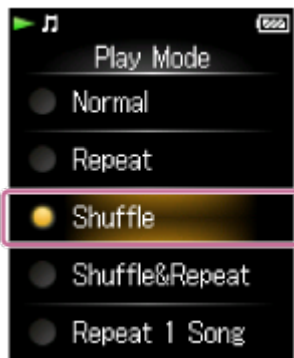 Play Mode
Normal
Repeat
Shuffle
Shuffle&Repeat
Repeat 1 Song